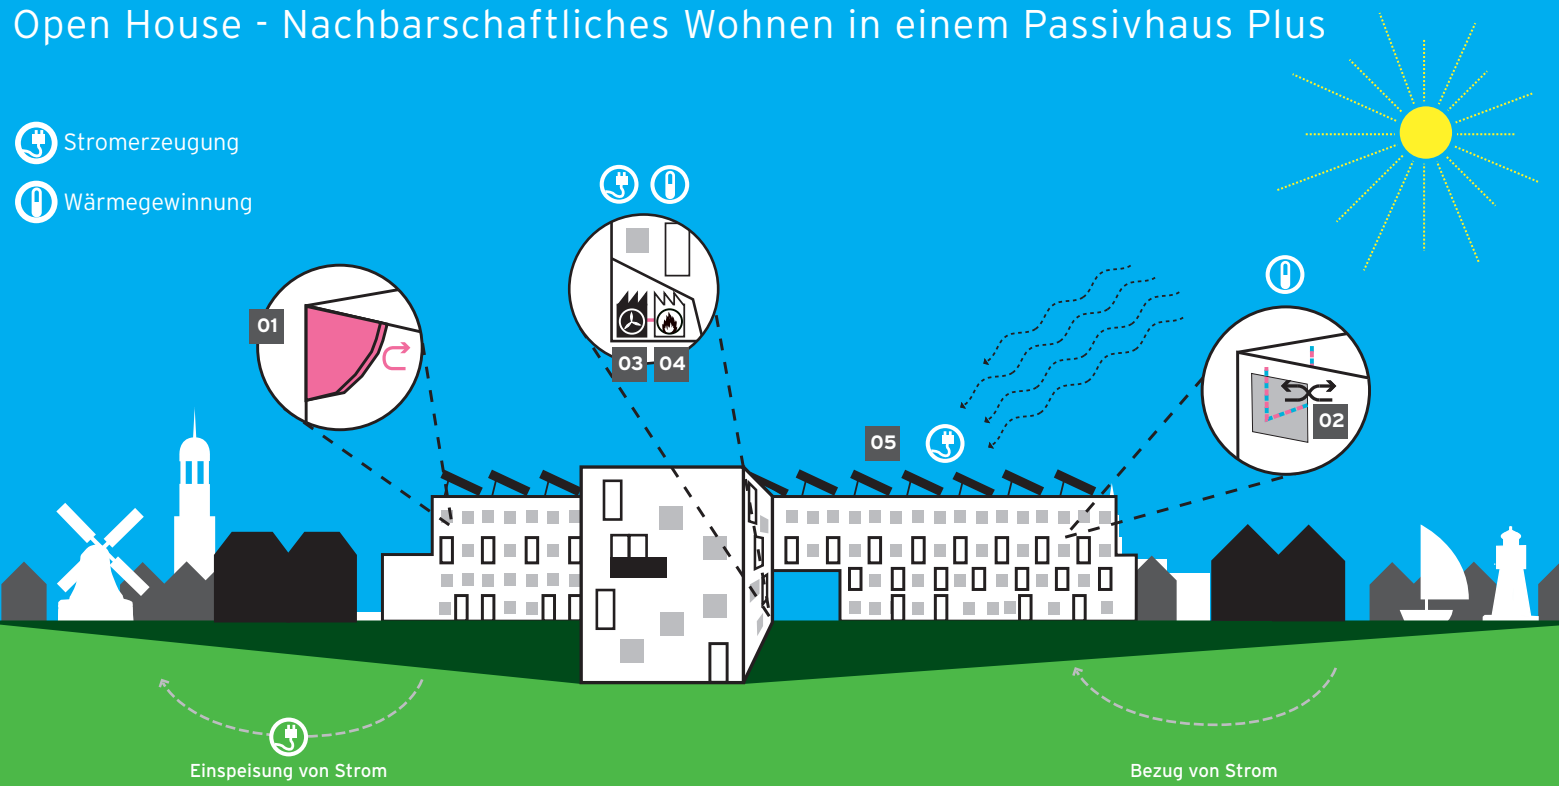 Open House - Nachbarschaftliches Wohnen in einem Passivhaus Plus
Stromerzeugung
Wärmegewinnung
01
03 04
02
05
Einspeisung von Strom
Bezug von Strom